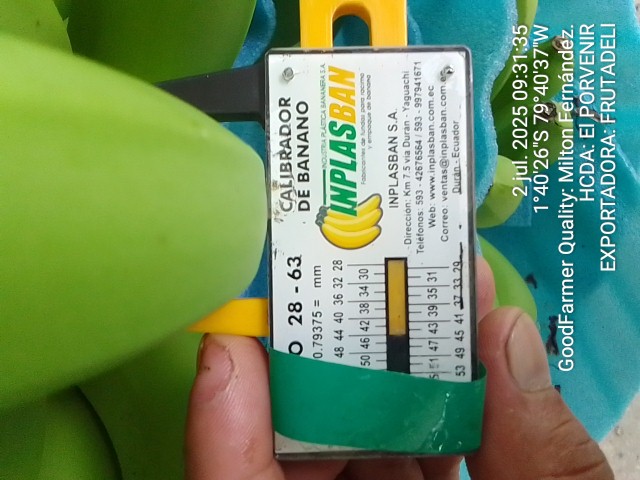 O 28 - 63
0.79375 = mm
48 44 40 36 32 28
50 46 42 38 34 30
51 47 43 39 35 31
53 49 45 41 37 33 29
CALIBRADOR
DE BANANO
INDUSTRIA PLÁSTICA BANANERA S.A.
INPLASBAN
Fabricantes de fundas para racimo
y empaque de banano
INPLASBAN S.A.
Dirección: Km 7.5 vía Durán - Yaguachi
Teléfonos: 593 - 42676564 / 593 - 997941671
Web: www.inplasban.com.ec
Correo: ventas@inplasban.com.ec
Durán - Ecuador
2 jul. 2025 09:31:35
1°40'26"S 79°40'37"W
GoodFarmer Quality: Milton Fernández.
HCDA: El PORVENIR
EXPORTADORA: FRUTADELI